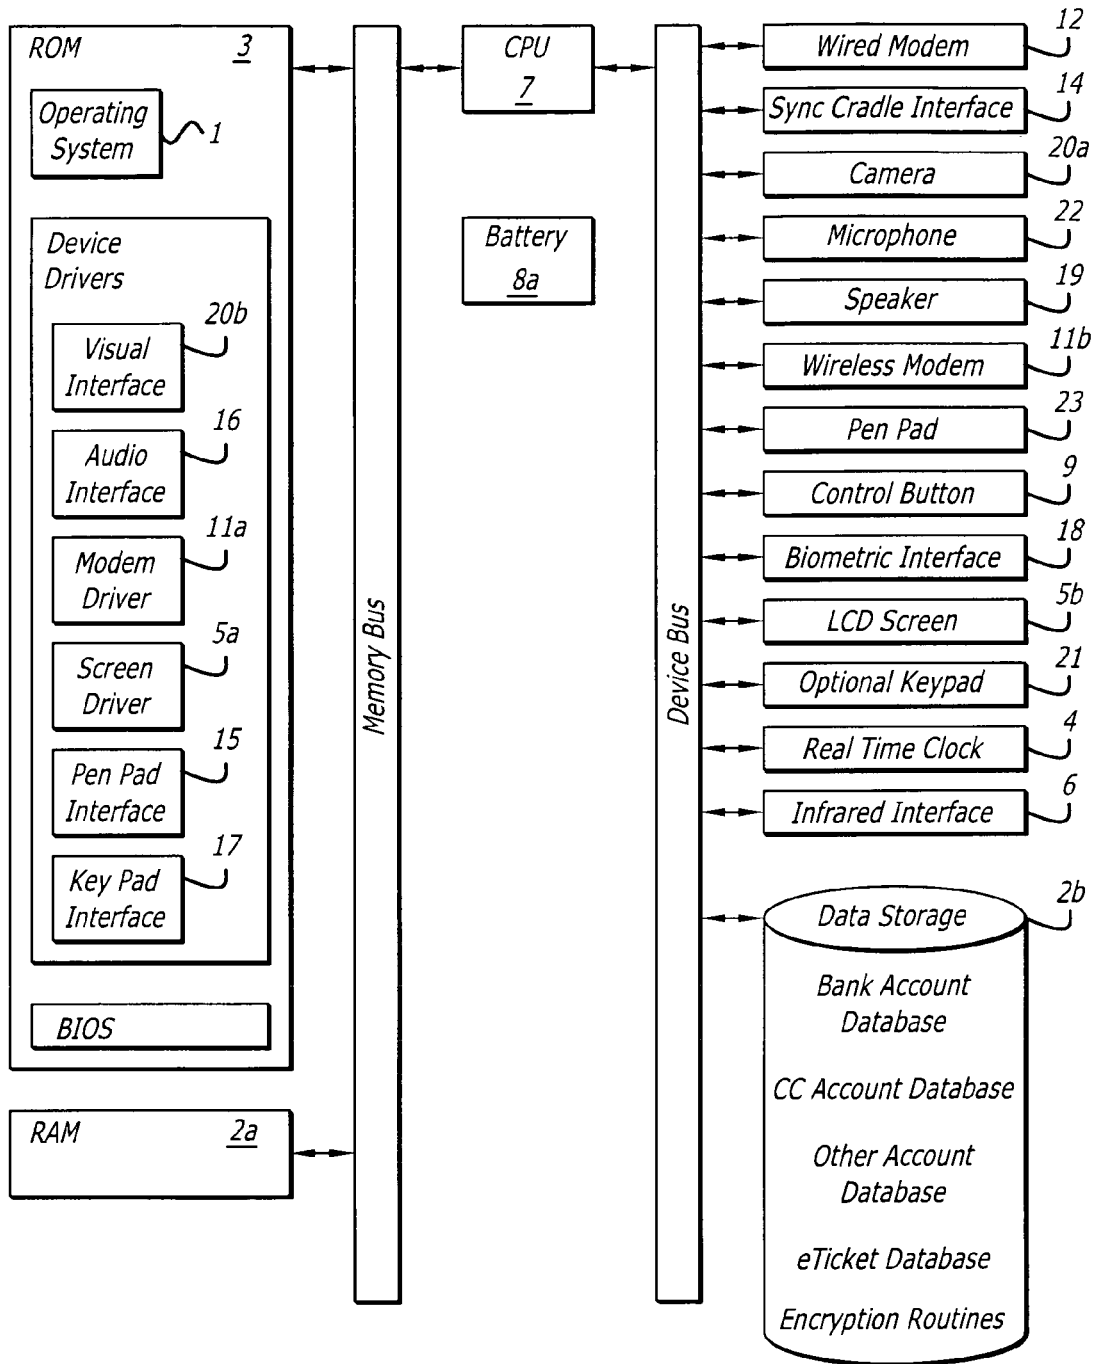 ROM 3
Operating
System
1
Device
Drivers
20b
Visual
Interface
16
Audio
Interface
11a
Modem
Driver
5a
Screen
Driver
15
Pen Pad
Interface
17
Key Pad
Interface
BIOS
RAM 2a
Memory Bus
CPU
7
Battery
8a
Device Bus
12
Wired Modem
14
Sync Cradle Interface
20a
Camera
22
Microphone
19
Speaker
11b
Wireless Modem
23
Pen Pad
9
Control Button
18
Biometric Interface
5b
LCD Screen
21
Optional Keypad
4
Real Time Clock
6
Infrared Interface
2b
Data Storage
Bank Account
Database
CC Account Database
Other Account
Database
eTicket Database
Encryption Routines